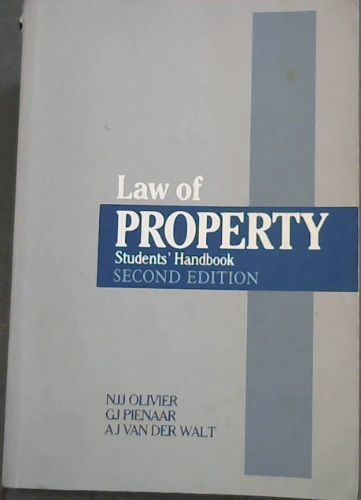 Law of
PROPERTY
Students' Handbook
SECOND EDITION
NJJ OLIVIER
GJ PIENAAR
AJ VAN DER WALT